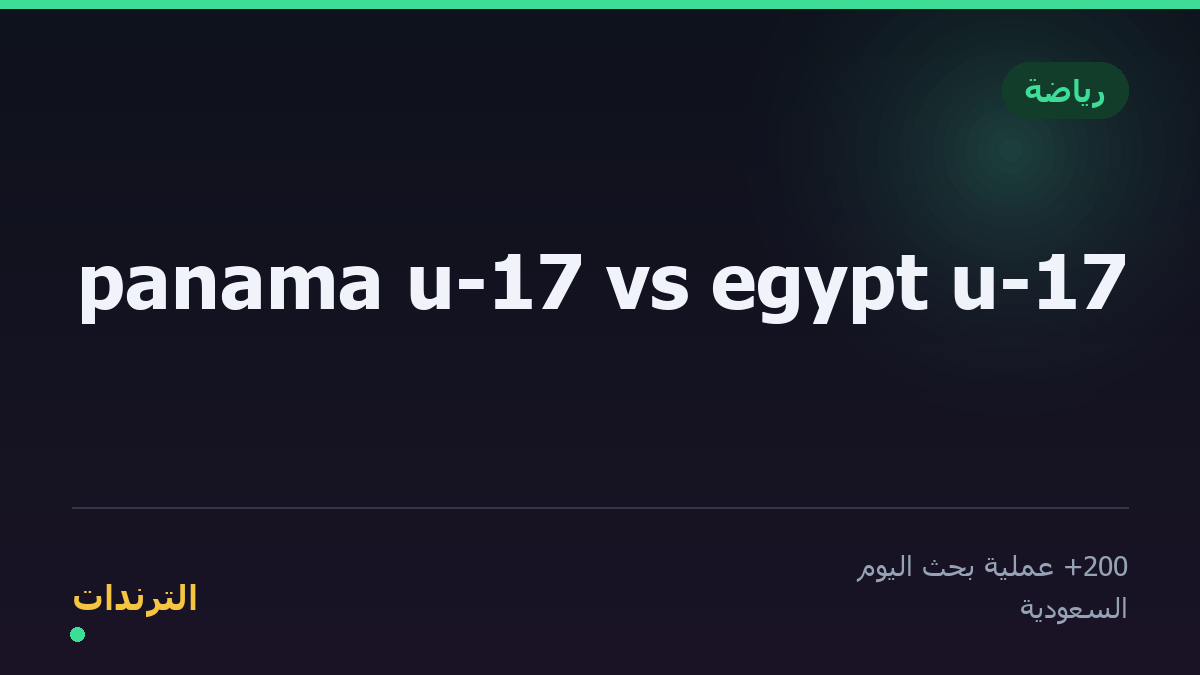 رياضة
panama u-17 vs egypt u-17
200+ عملية بحث اليوم
السعودية
الترندات